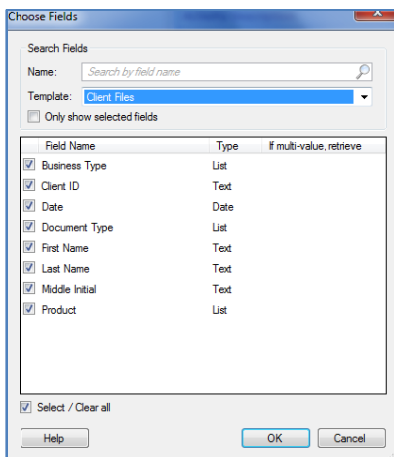 Choose Fields
Search Fields
Name: Search by field name
Template: Client Files
Only show selected fields
Field Name Type If multi-value, retrieve
Business Type List
Client ID Text
Date Date
Document Type List
First Name Text
Last Name Text
Middle Initial Text
Product List
Select / Clear all
Help OK Cancel